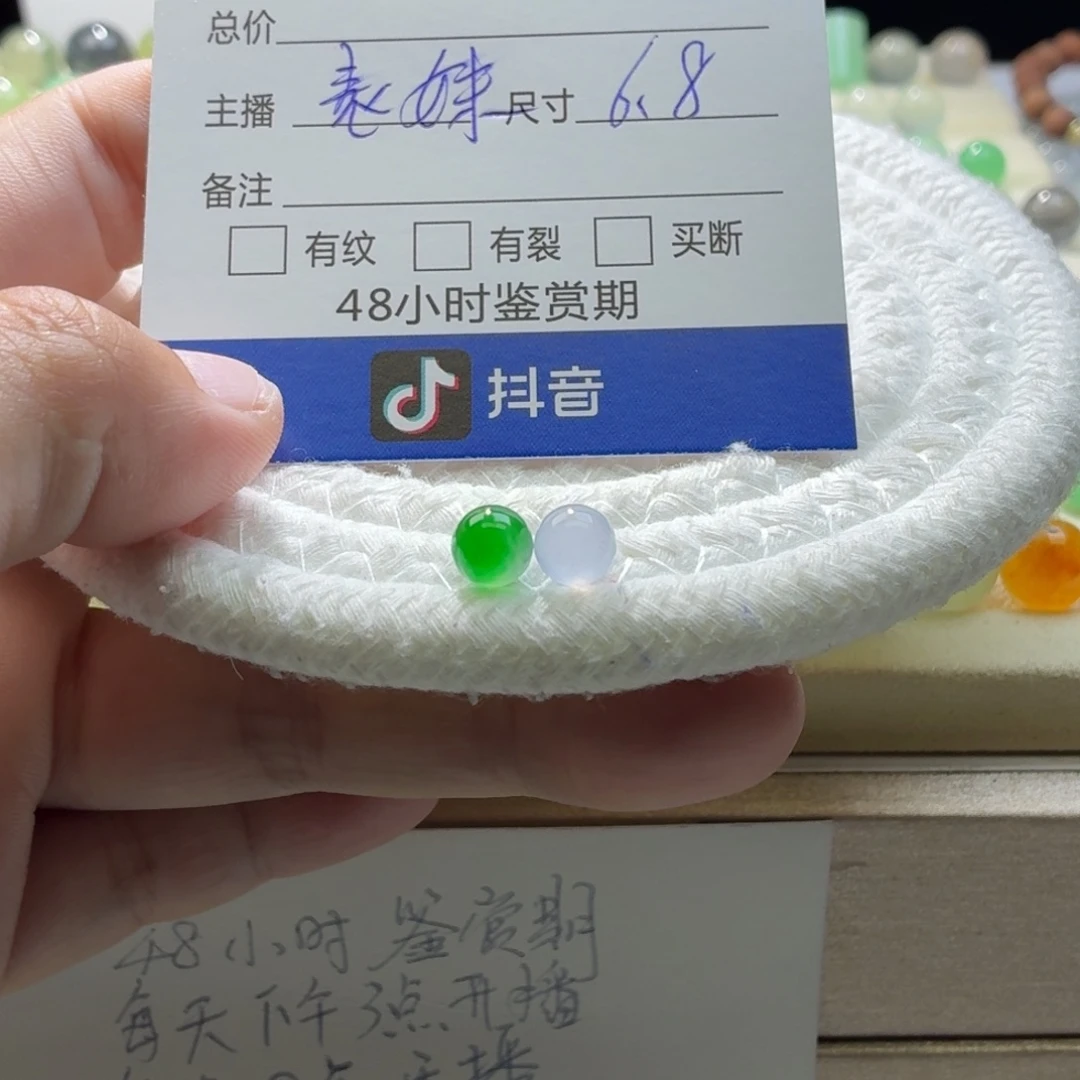 总价
主播 表妹 尺寸 6.8
备注
有纹 有裂 买断
48小时鉴赏期
抖音
48小时鉴赏期
每天下午3点开播